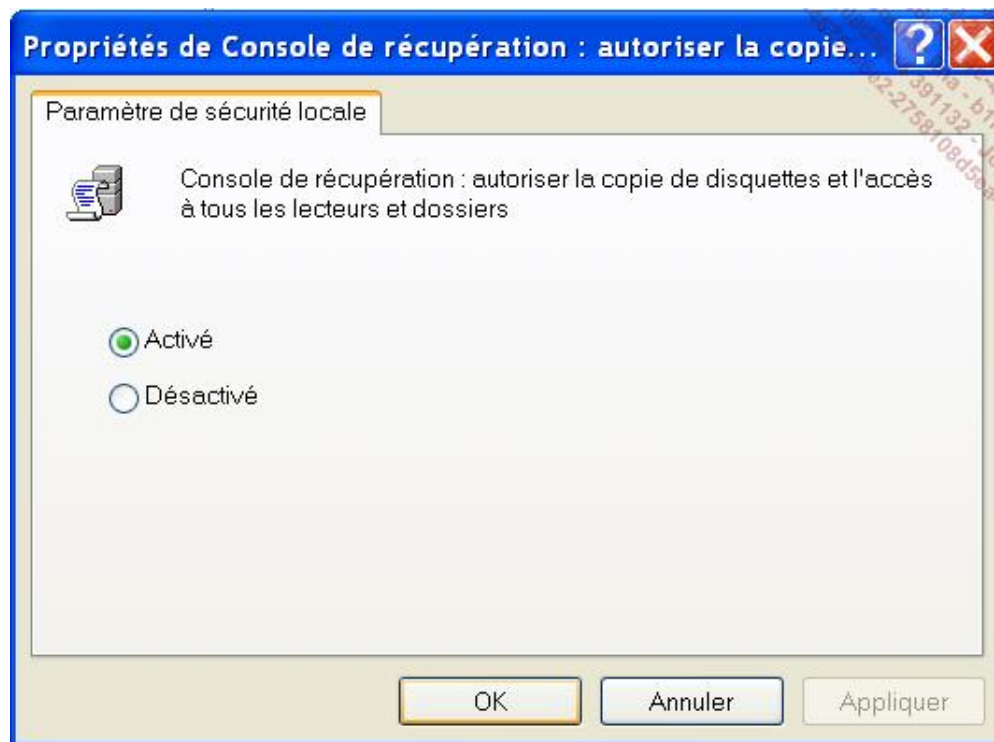 Propriétés de Console de récupération : autoriser la copie...
Paramètre de sécurité locale
Console de récupération : autoriser la copie de disquettes et l'accès
à tous les lecteurs et dossiers
Activé
Désactivé
OK
Annuler
Appliquer